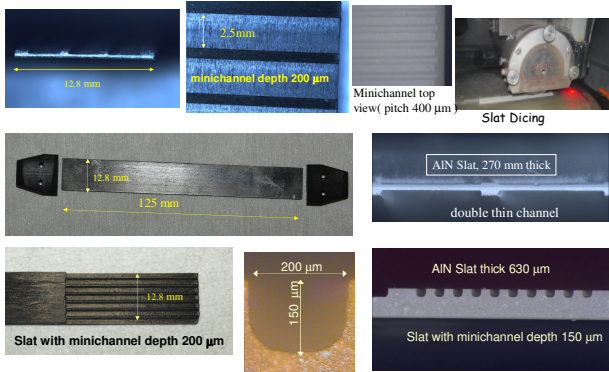 12.8 mm
2.5mm
minichannel depth 200 µm
Minichannel top
view( pitch 400 µm )
Slat Dicing
12.8 mm
125 mm
AlN Slat, 270 mm thick
double thin channel
12.8 mm
Slat with minichannel depth 200 µm
200 µm
150 µm
AlN Slat thick 630 µm
Slat with minichannel depth 150 µm